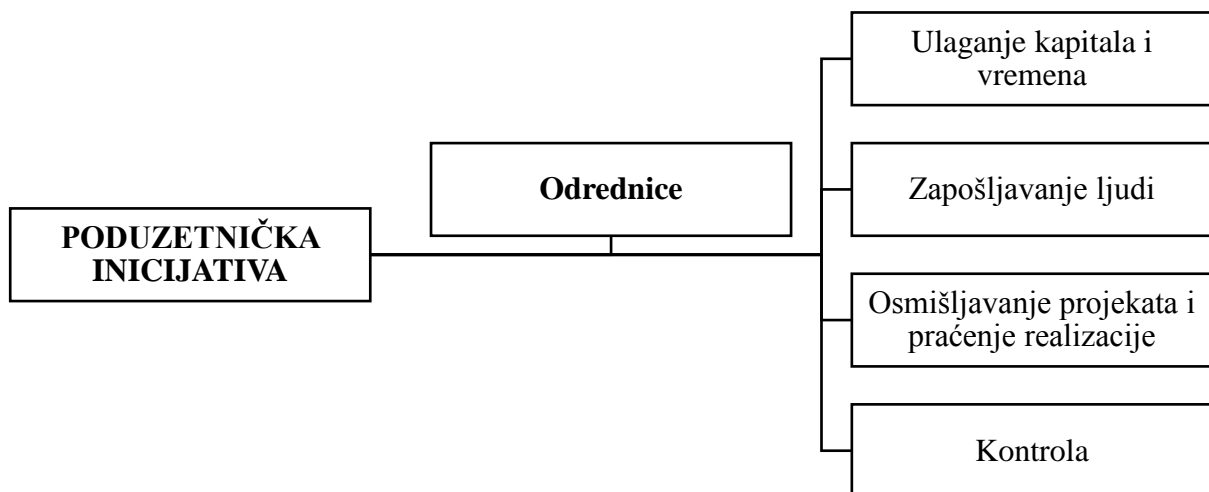 PODUZETNIČKA
INICIJATIVA
Odrednice
Ulaganje kapitala i
vremena
Zapošljavanje ljudi
Osmišljavanje projekata i
praćenje realizacije
Kontrola